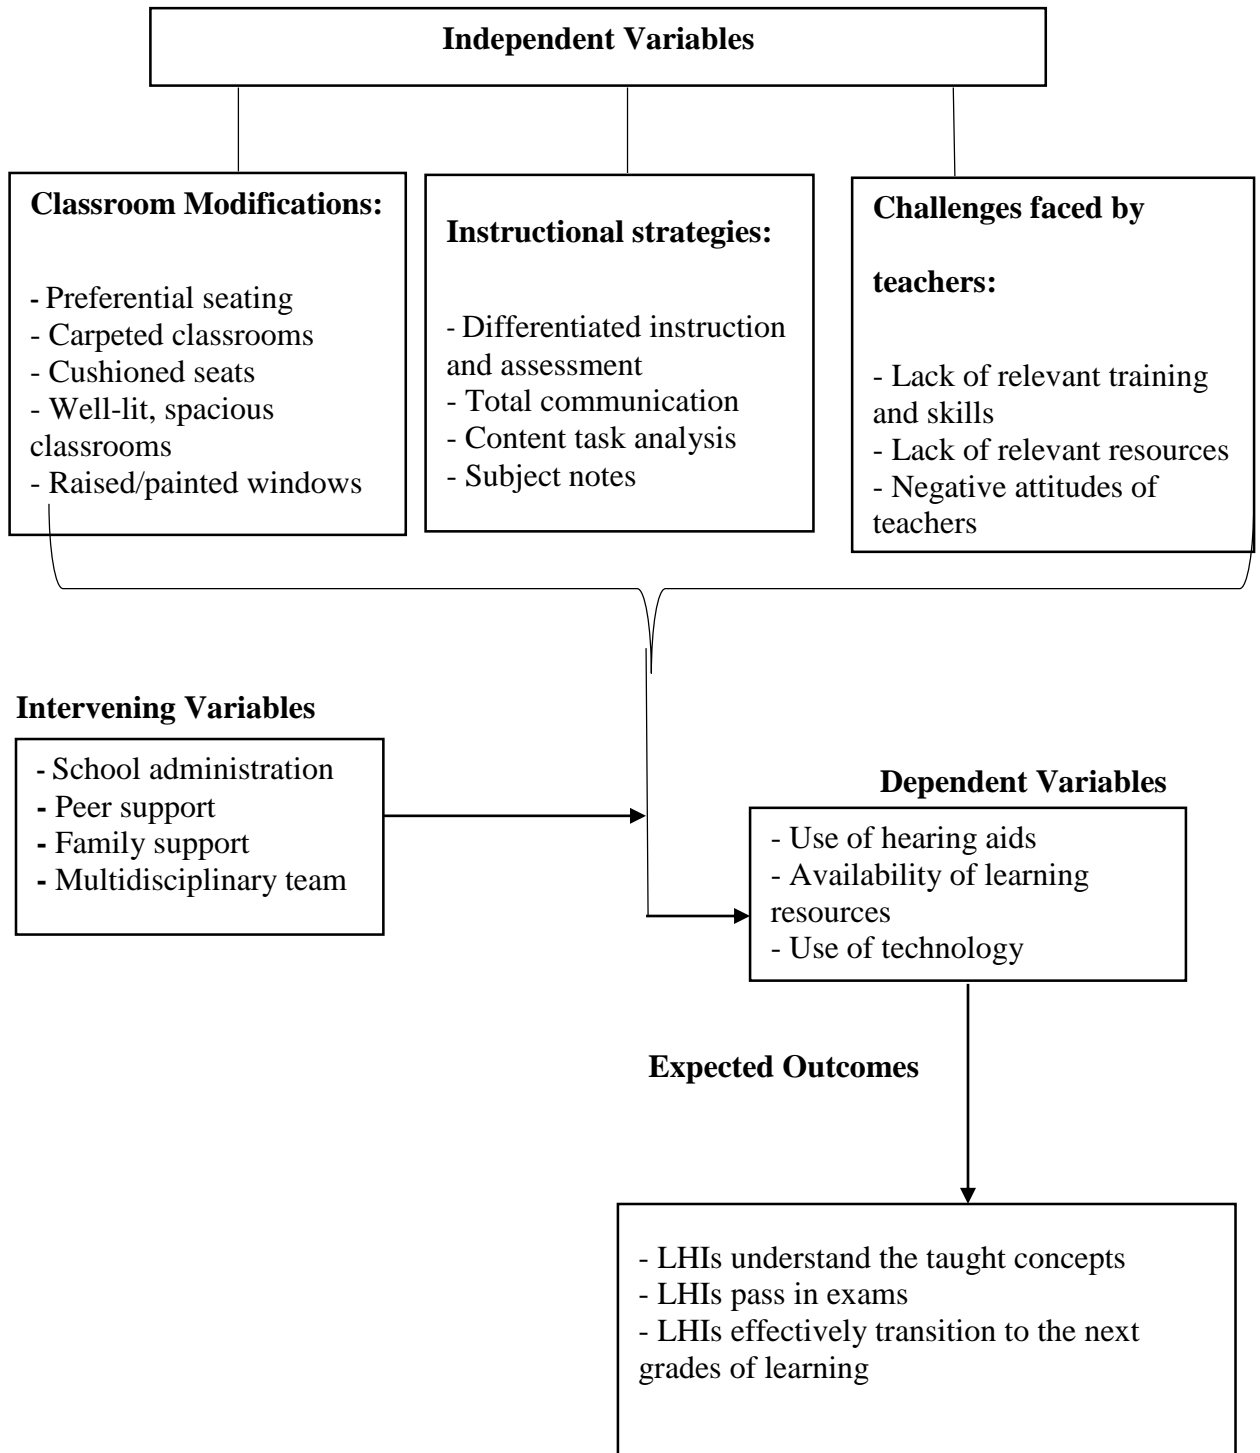 Independent Variables
Classroom Modifications:
- Preferential seating
- Carpeted classrooms
- Cushioned seats
- Well-lit, spacious
classrooms
- Raised/painted windows
Instructional strategies:
- Differentiated instruction
and assessment
- Total communication
- Content task analysis
- Subject notes
Challenges faced by
teachers:
- Lack of relevant training
and skills
- Lack of relevant resources
- Negative attitudes of
teachers
Intervening Variables
- School administration
- Peer support
- Family support
- Multidisciplinary team
Dependent Variables
- Use of hearing aids
- Availability of learning
resources
- Use of technology
Expected Outcomes
- LHIs understand the taught concepts
- LHIs pass in exams
- LHIs effectively transition to the next
grades of learning